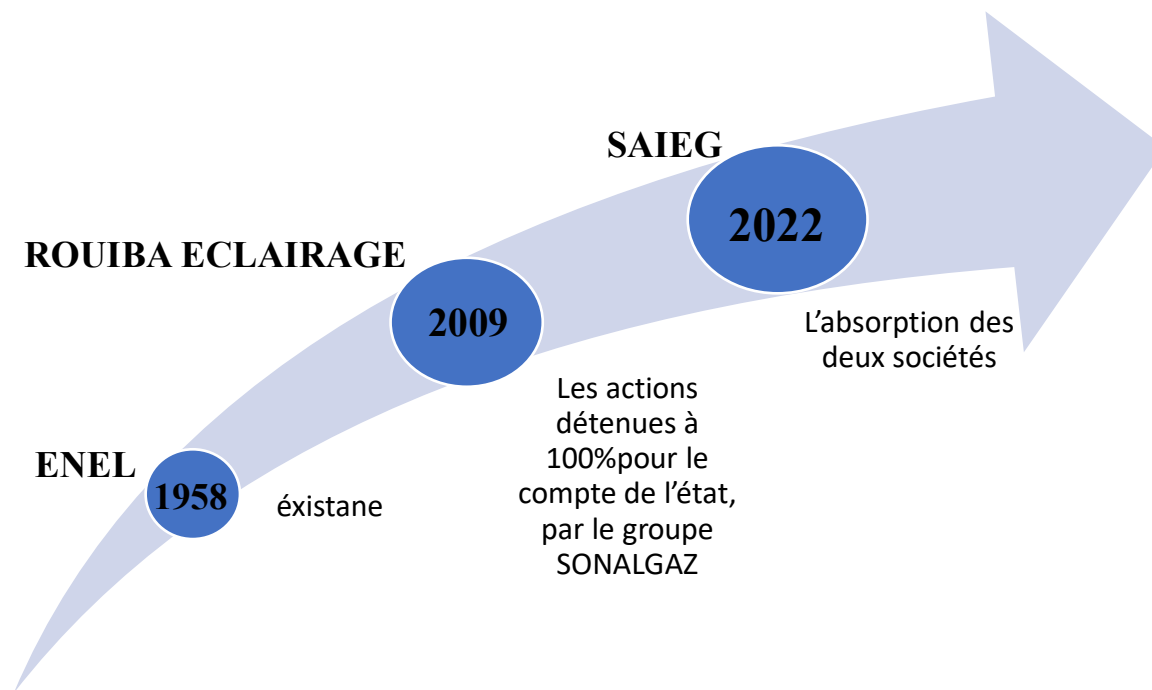 SAIEG
2022
L'absorption des
deux sociétés
ROUIBA ECLAIRAGE
2009
Les actions
détenues à
100%pour le
compte de l'état,
par le groupe
SONALGAZ
ENEL
1958
éxistane